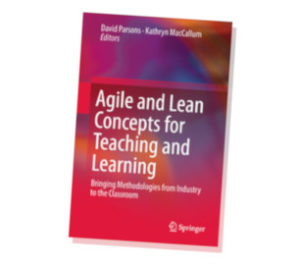 David Parsons · Kathryn MacCallum
Editors
Agile and Lean
Concepts for
Teaching and
Learning
Bringing Methodologies from Industry
to the Classroom
Springer